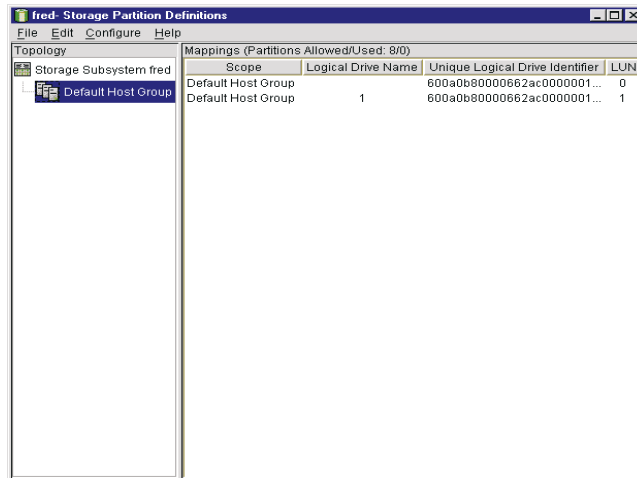 fred- Storage Partition Definitions
File Edit Configure Help
Topology
Storage Subsystem fred
Default Host Group
Mappings (Partitions Allowed/Used: 8/0)
Scope Logical Drive Name Unique Logical Drive Identifier LUN
Default Host Group 600a0b80000662ac0000001... 0
Default Host Group 1 600a0b80000662ac0000001... 1